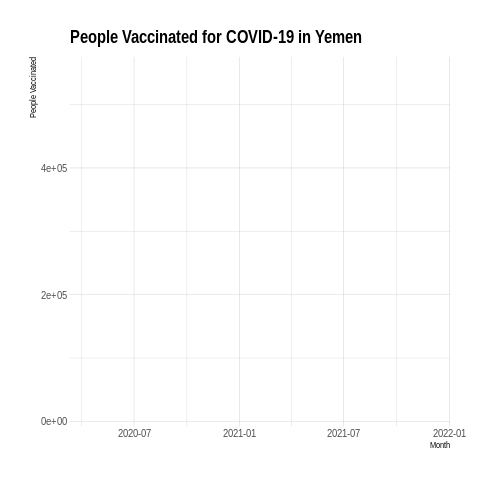 People Vaccinated for COVID-19 in Yemen
People Vaccinated
4e+05
2e+05
0e+00
2020-07 2021-01 2021-07 2022-01
Month